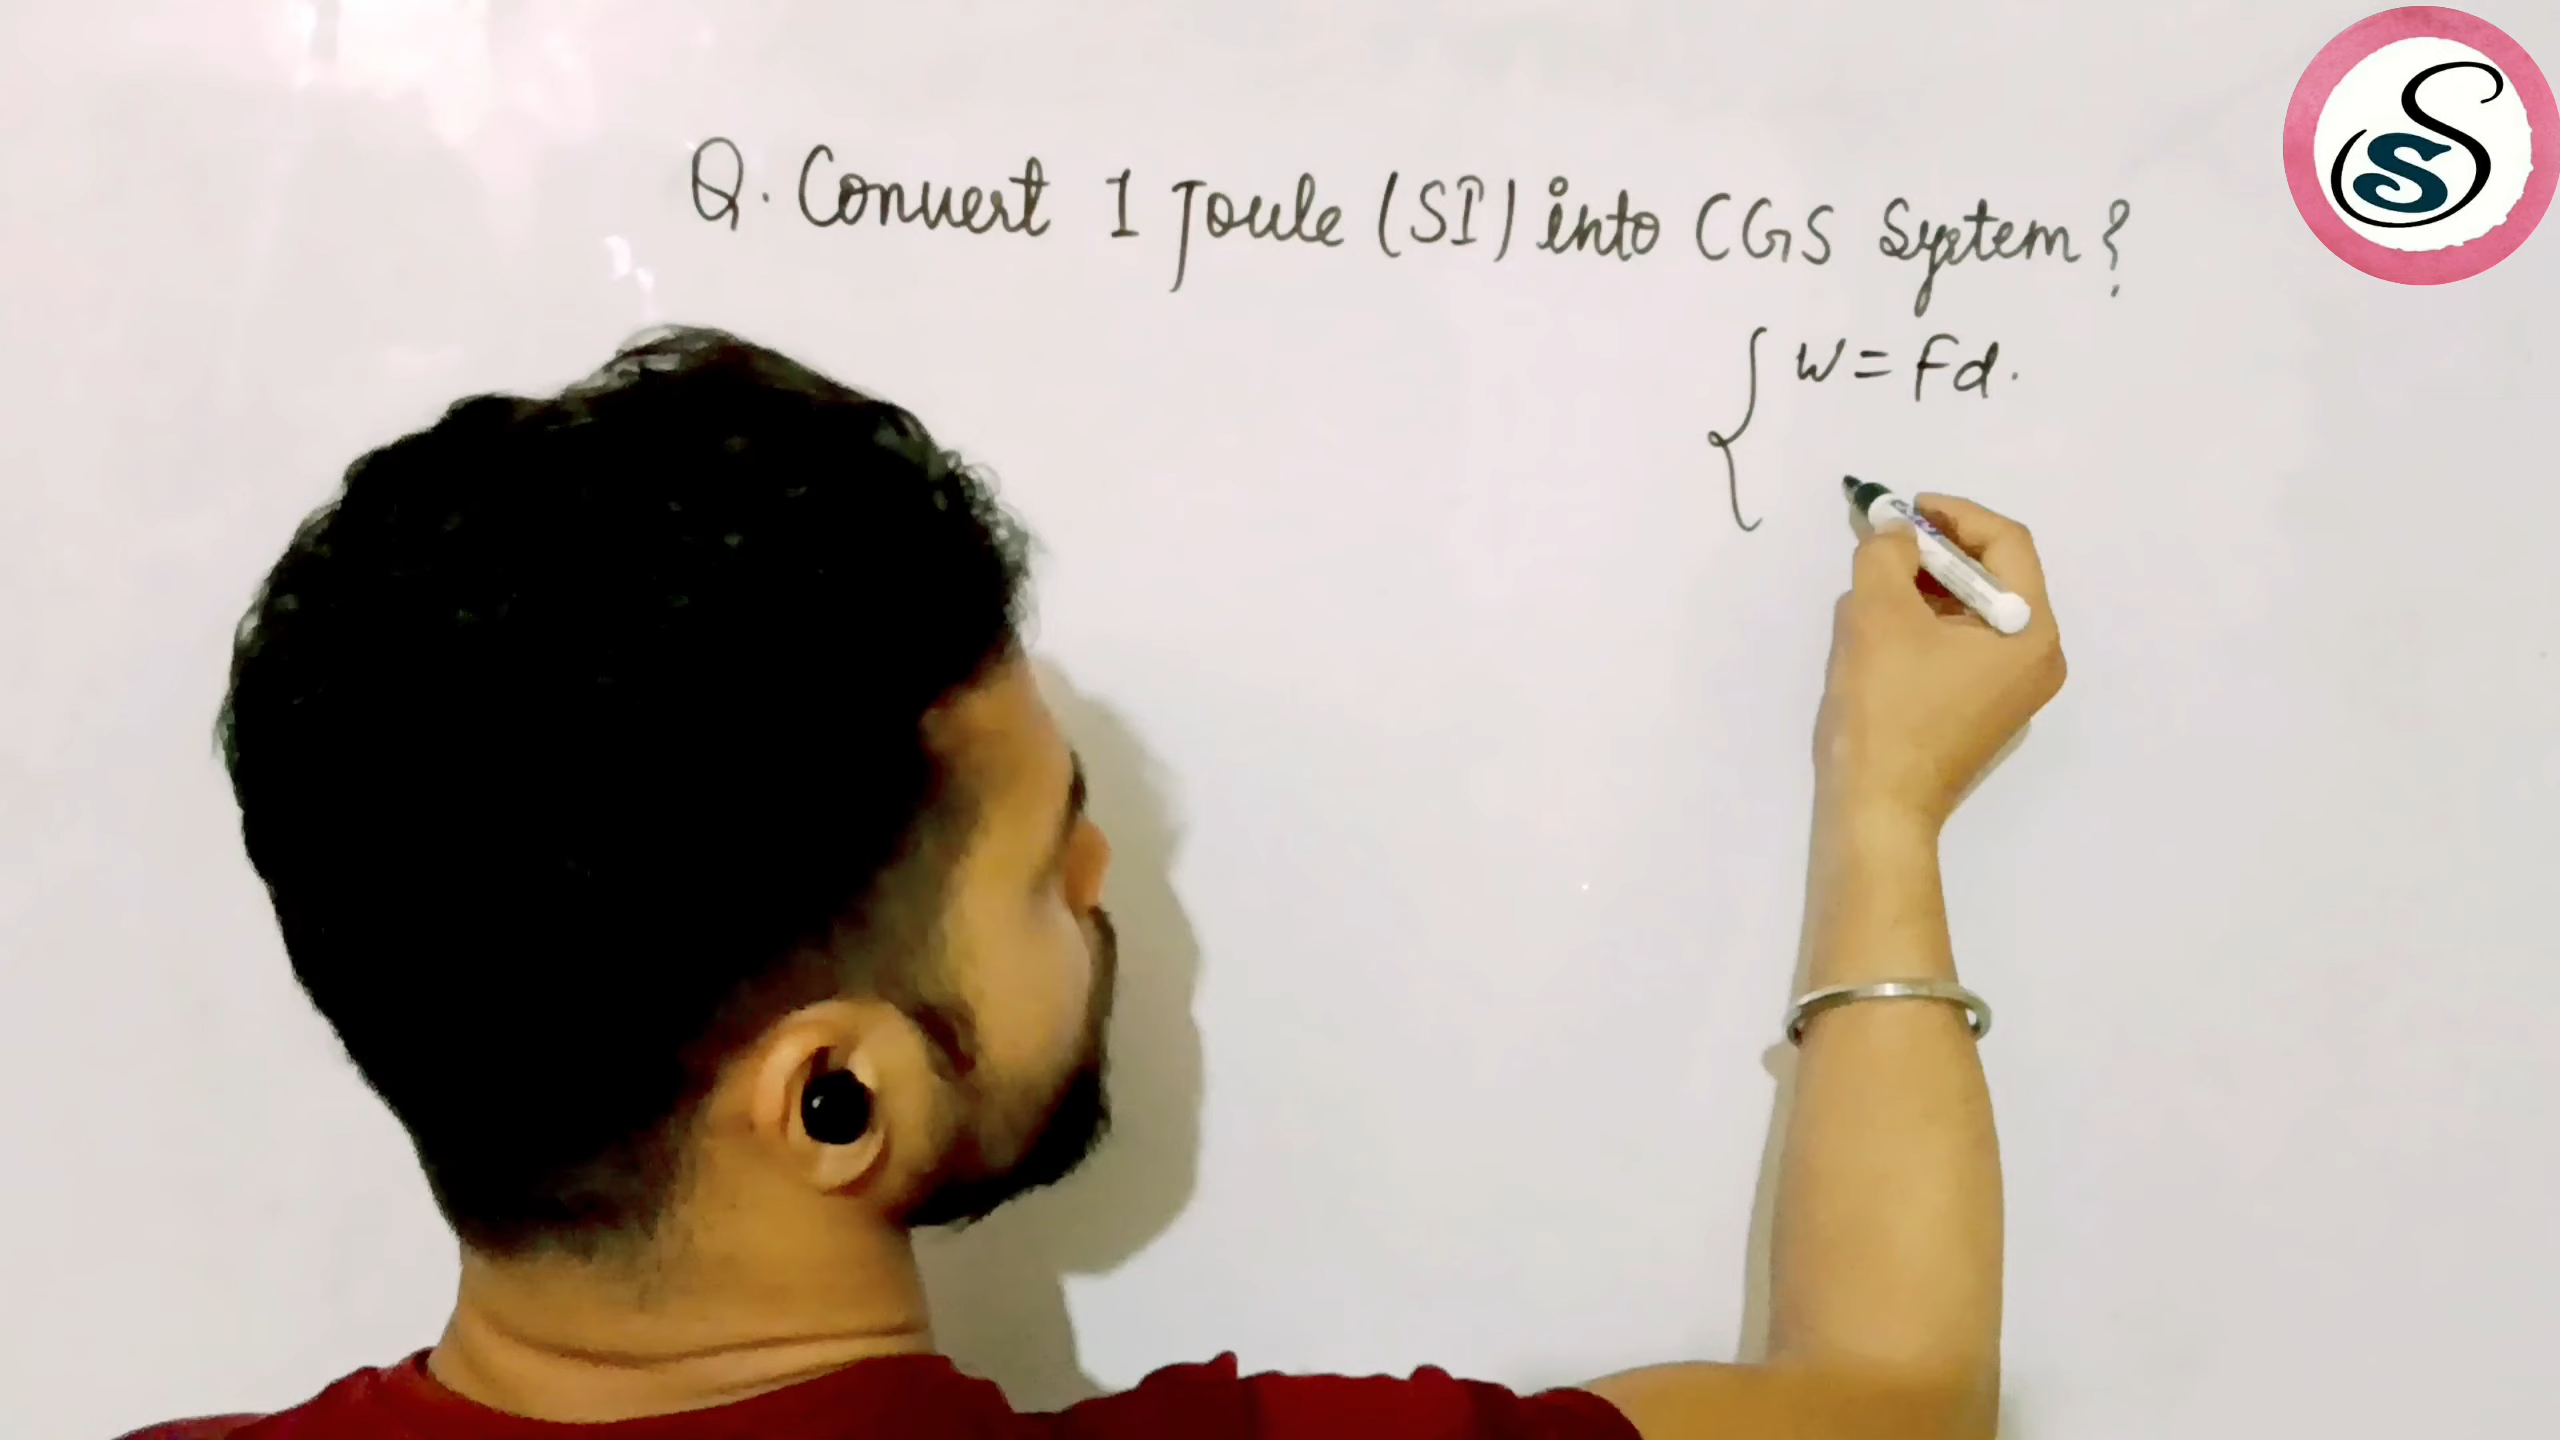 Q. Convert 1 Joule (SI) into CGS System?
W = Fd.